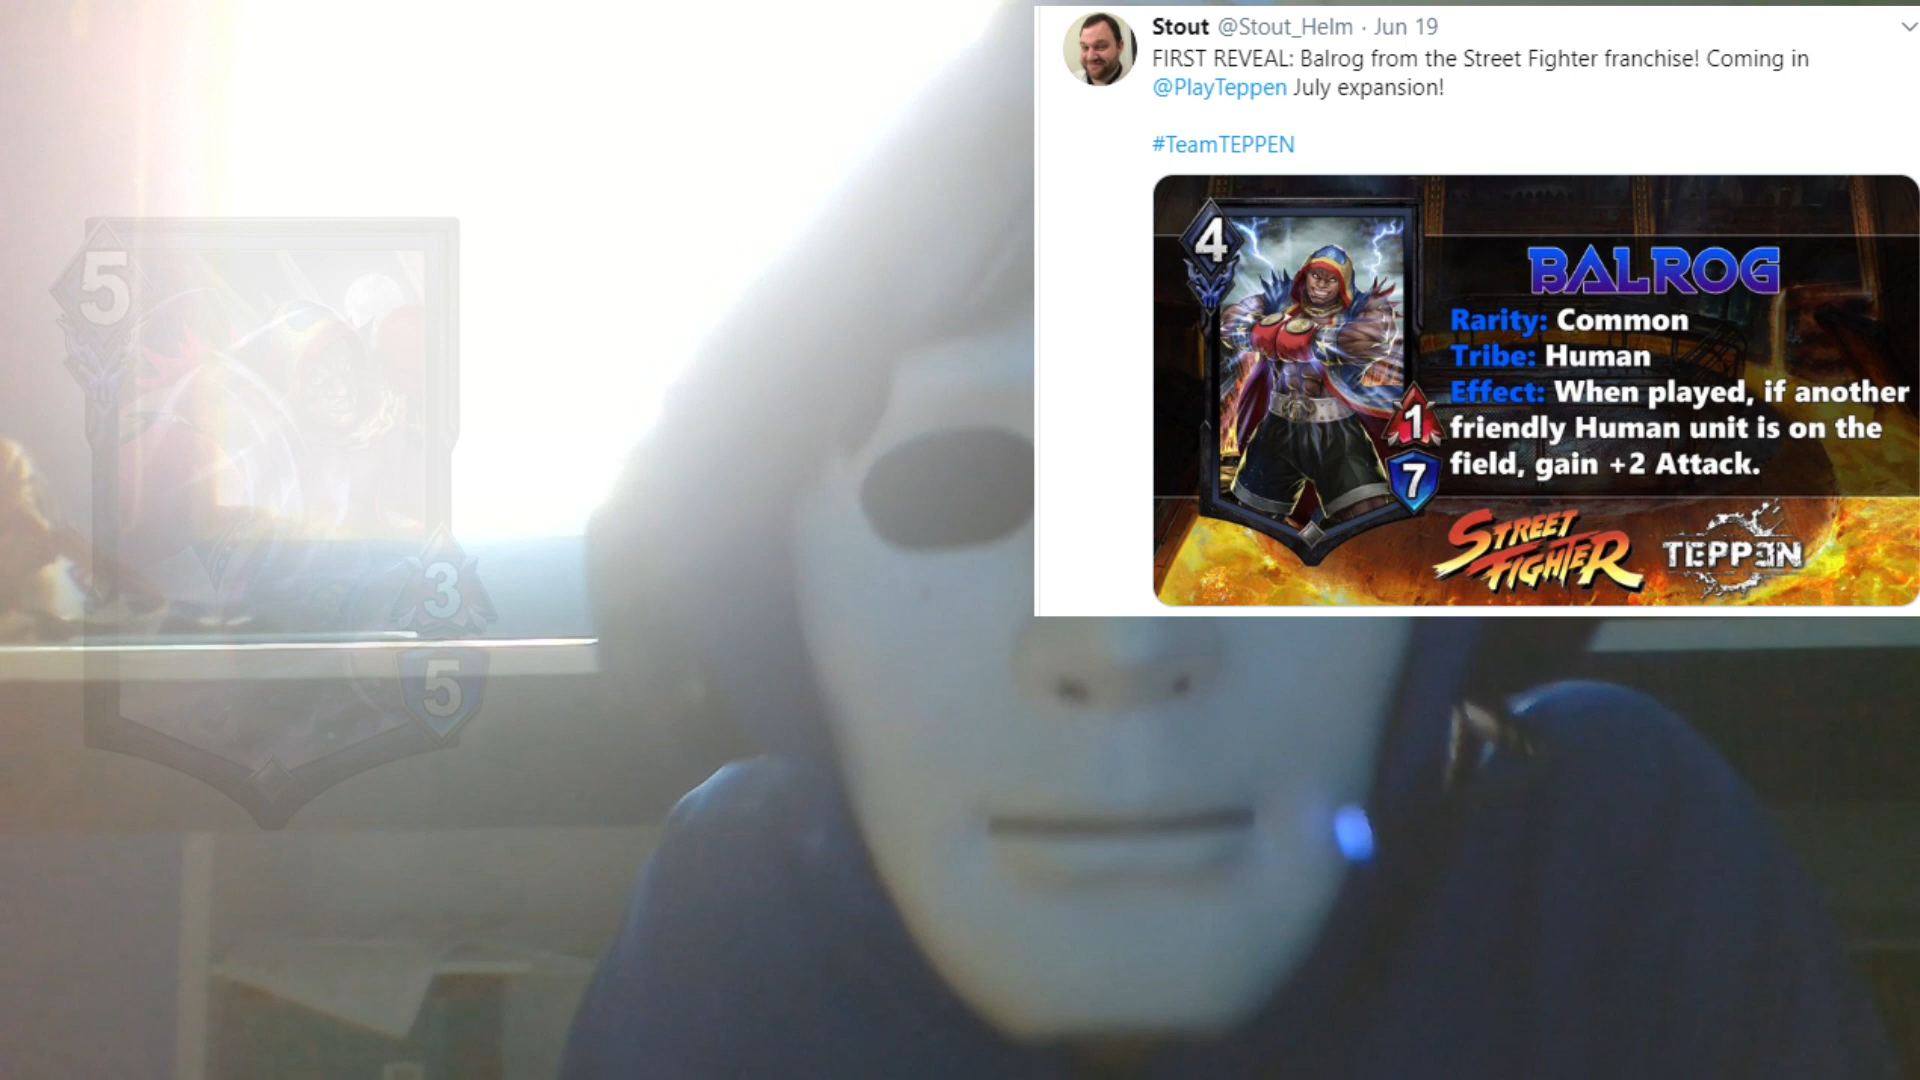 Stout @Stout_Helm · Jun 19
FIRST REVEAL: Balrog from the Street Fighter franchise! Coming in
@PlayTeppen July expansion!
#TeamTEPPEN
4
BALROG
Rarity: Common
Tribe: Human
Effect: When played, if another
friendly Human unit is on the
field, gain +2 Attack.
1
7
STREET
FIGHTER
TEPPEN
5
3
5